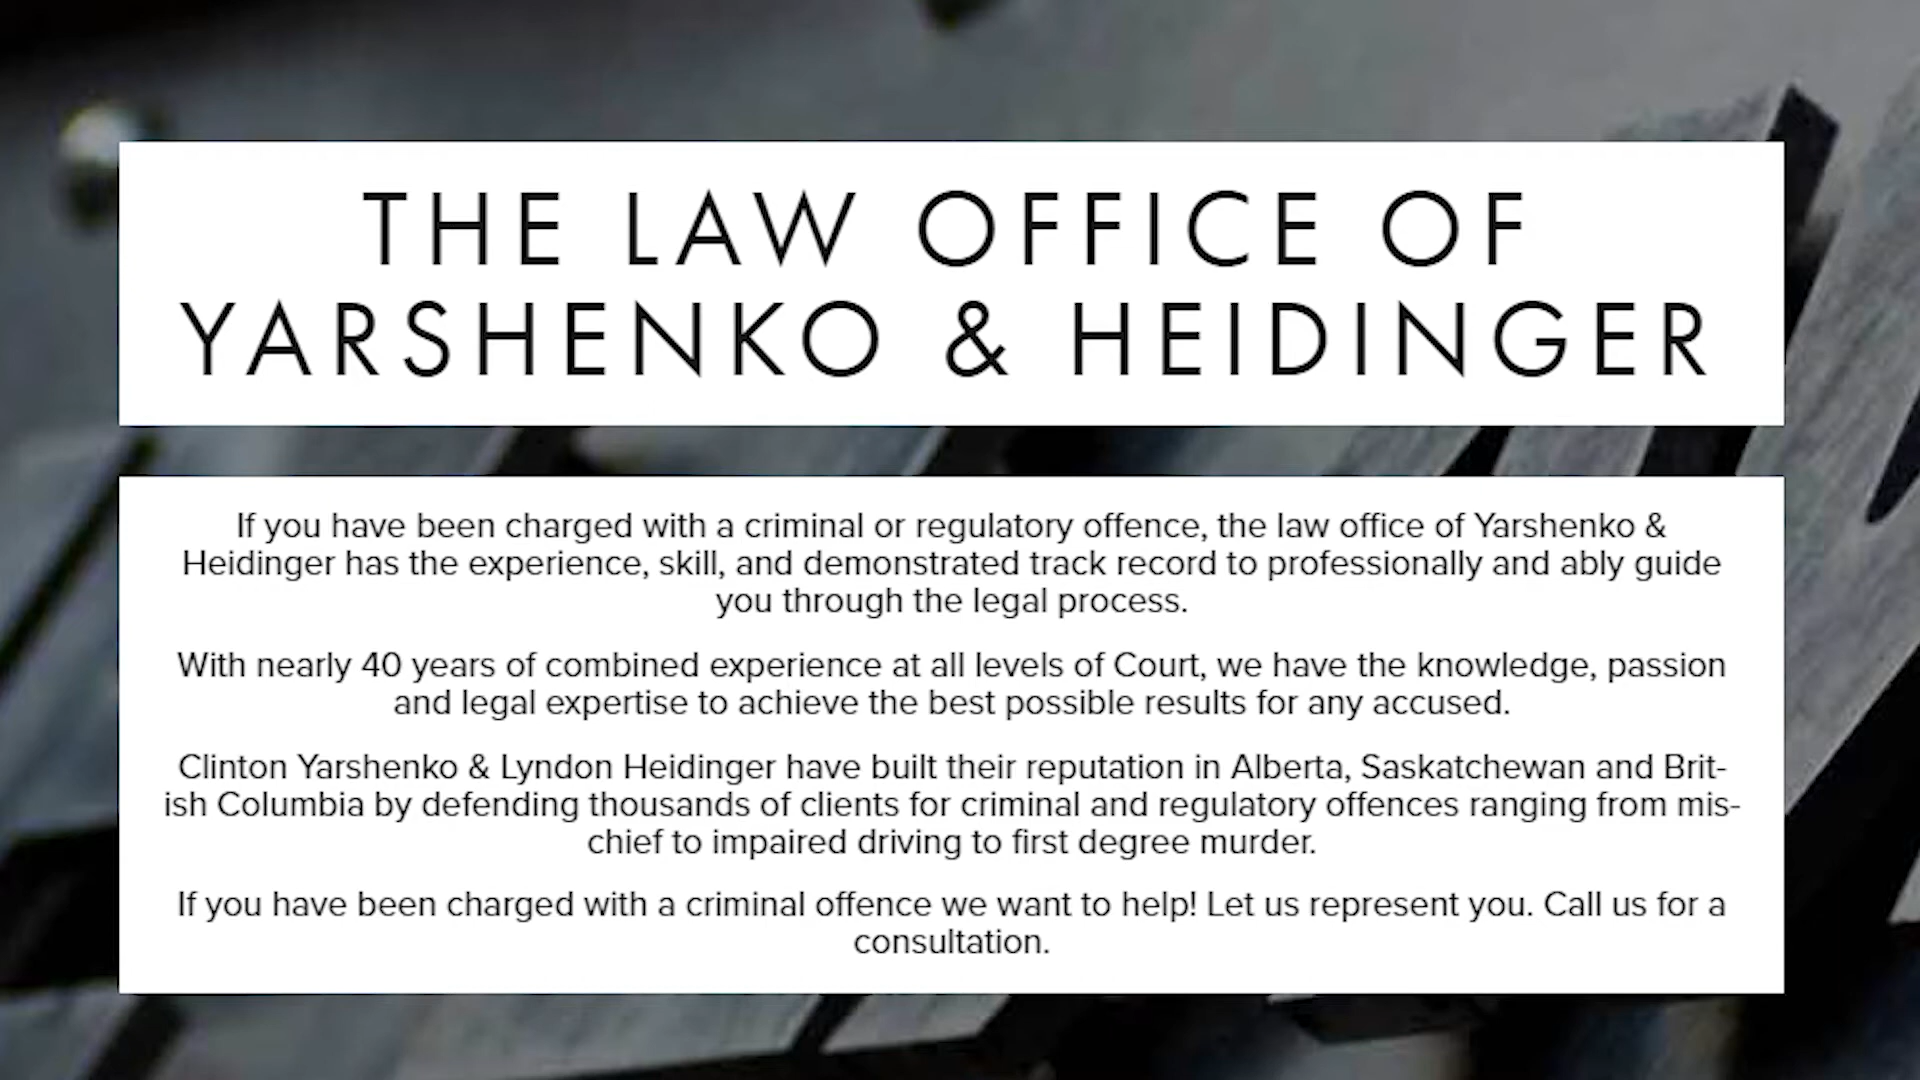 THE LAW OFFICE OF
YARSHENKO & HEIDINGER
If you have been charged with a criminal or regulatory offence, the law office of Yarshenko &
Heidinger has the experience, skill, and demonstrated track record to professionally and ably guide
you through the legal process.
With nearly 40 years of combined experience at all levels of Court, we have the knowledge, passion
and legal expertise to achieve the best possible results for any accused.
Clinton Yarshenko & Lyndon Heidinger have built their reputation in Alberta, Saskatchewan and Brit-
ish Columbia by defending thousands of clients for criminal and regulatory offences ranging from mis-
chief to impaired driving to first degree murder.
If you have been charged with a criminal offence we want to help! Let us represent you. Call us for a
consultation.